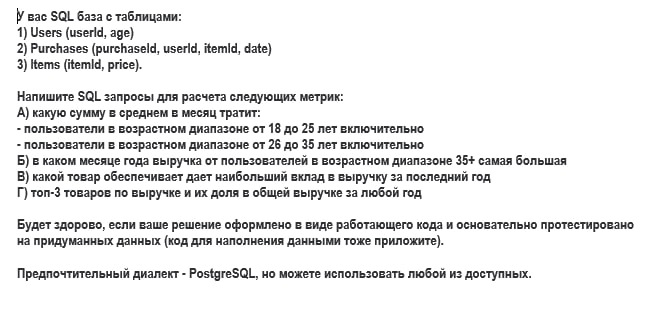 У вас SQL база с таблицами:
1) Users (userId, age)
2) Purchases (purchaseId, userId, itemId, date)
3) Items (itemId, price).
Напишите SQL запросы для расчета следующих метрик:
А) какую сумму в среднем в месяц тратит:
- пользователи в возрастном диапазоне от 18 до 25 лет включительно
- пользователи в возрастном диапазоне от 26 до 35 лет включительно
Б) в каком месяце года выручка от пользователей в возрастном диапазоне 35+ самая большая
В) какой товар обеспечивает дает наибольший вклад в выручку за последний год
Г) топ-3 товаров по выручке и их доля в общей выручке за любой год
Будет здорово, если ваше решение оформлено в виде работающего кода и основательно протестировано
на придуманных данных (код для наполнения данными тоже приложите).
Предпочтительный диалект - PostgreSQL, но можете использовать любой из доступных.